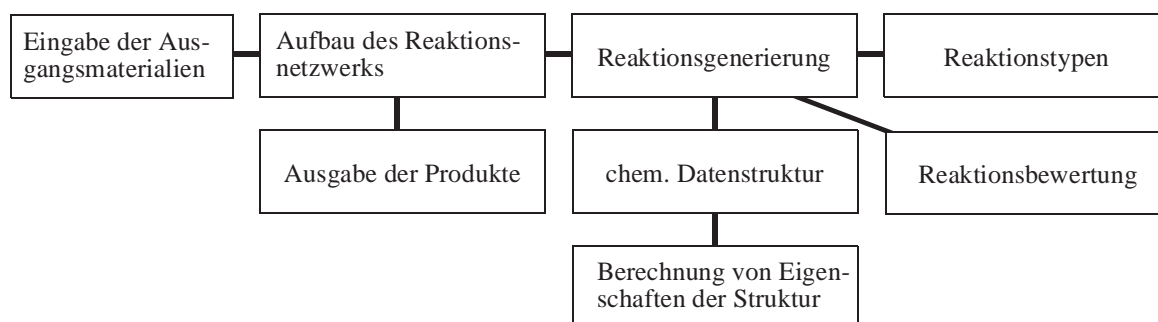 Eingabe der Aus-
gangsmaterialien
Aufbau des Reaktions-
netzwerks
Reaktionsgenerierung
Reaktionstypen
Ausgabe der Produkte
chem. Datenstruktur
Reaktionsbewertung
Berechnung von Eigen-
schaften der Struktur